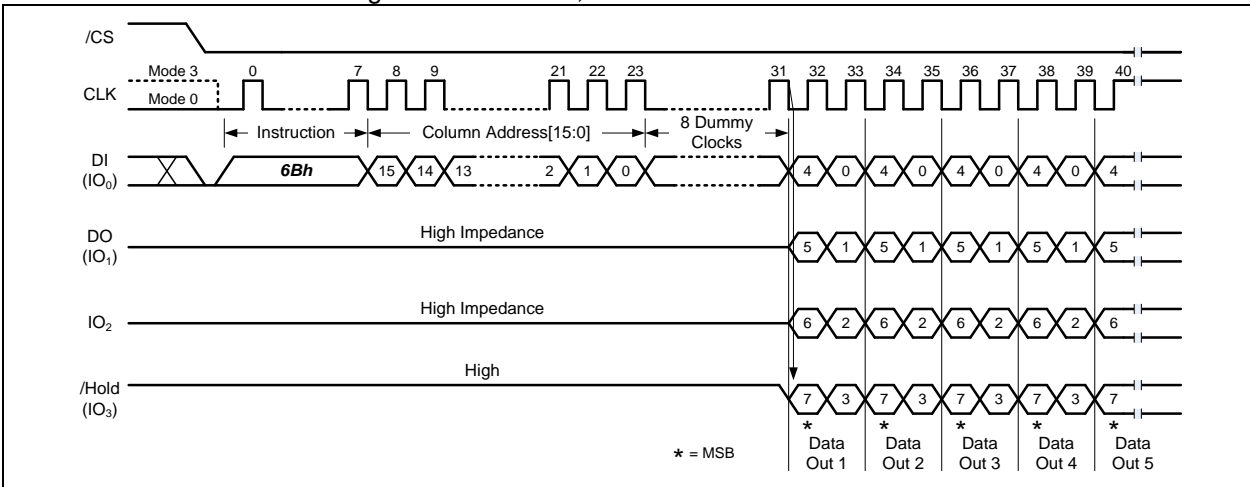 /CS
Mode 3 0 7 8 9 21 22 23 31 32 33 34 35 36 37 38 39 40
CLK
Mode 0
Instruction Column Address[15:0] 8 Dummy
Clocks
DI
(IO0) 6Bh 15 14 13 2 1 0 4 0 4 0 4 0 4 0 4
DO
(IO1) High Impedance 5 1 5 1 5 1 5 1 5
IO2 High Impedance 6 2 6 2 6 2 6 2 6
High
/Hold
(IO3) 7 3 7 3 7 3 7 3 7
* * * * *
* = MSB
Data Data Data Data Data
Out 1 Out 2 Out 3 Out 4 Out 5